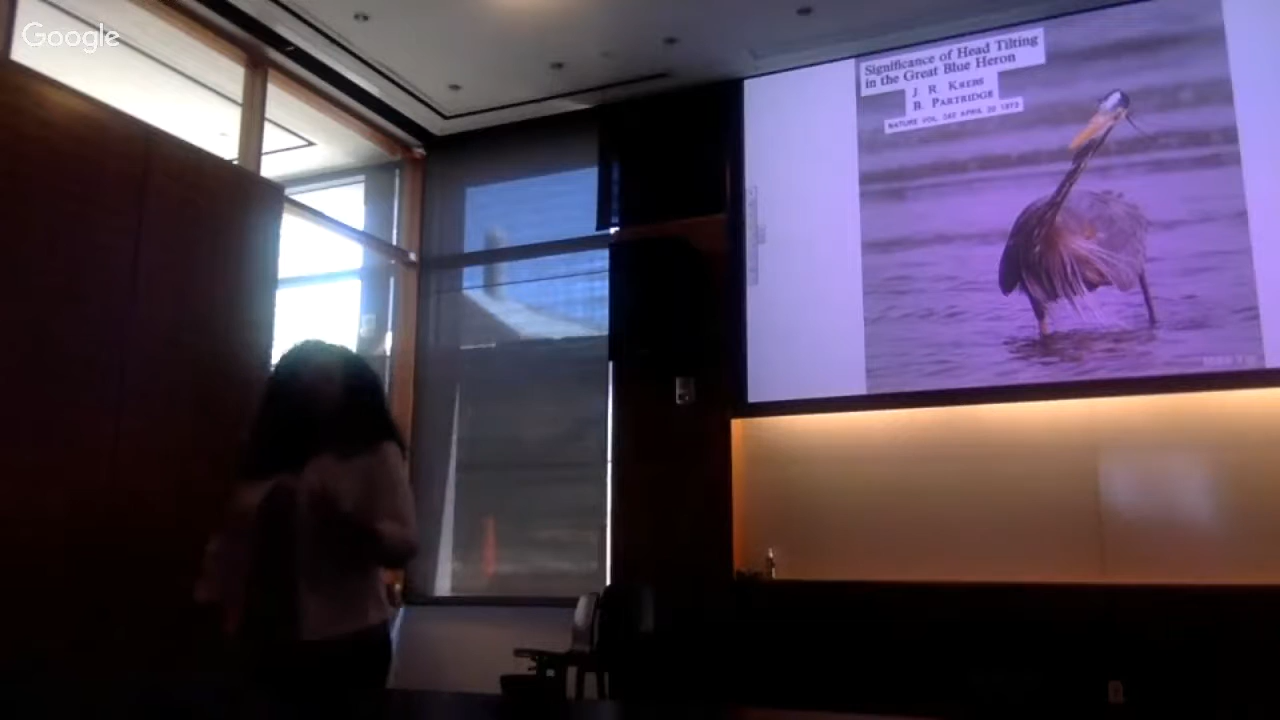 Google
Significance of Head Tilting
in the Great Blue Heron
J. R. KREBS
B. PARTRIDGE
NATURE VOL. 242 APRIL 20 1973